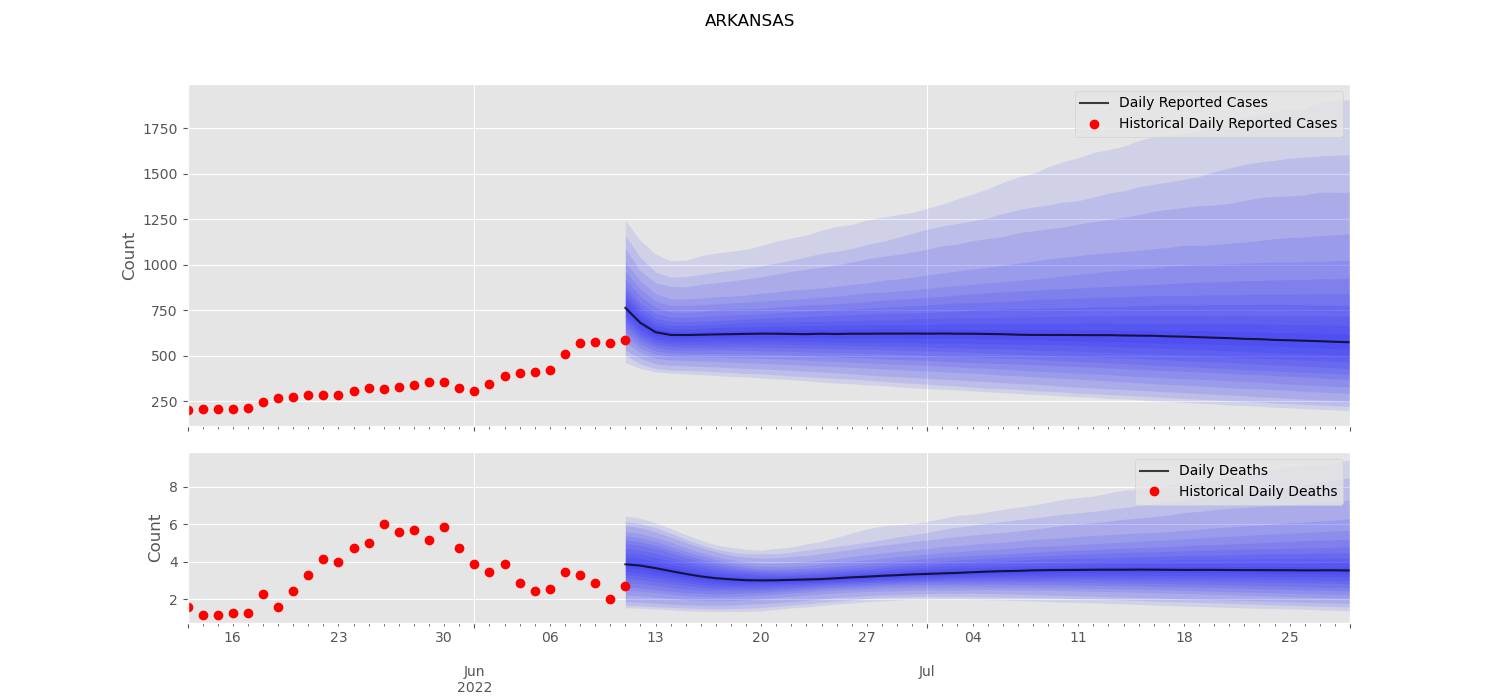 ARKANSAS
Daily Reported Cases
Historical Daily Reported Cases
1750
1500
1250
1000
750
500
250
Count
Daily Deaths
Historical Daily Deaths
8
6
4
2
Count
16 23 30 06 13 20 27 04 11 18 25
Jun Jul
2022